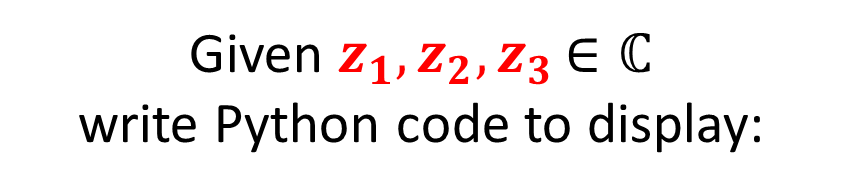 Given z₁, z₂, z₃ ∈ ℂ
write Python code to display: